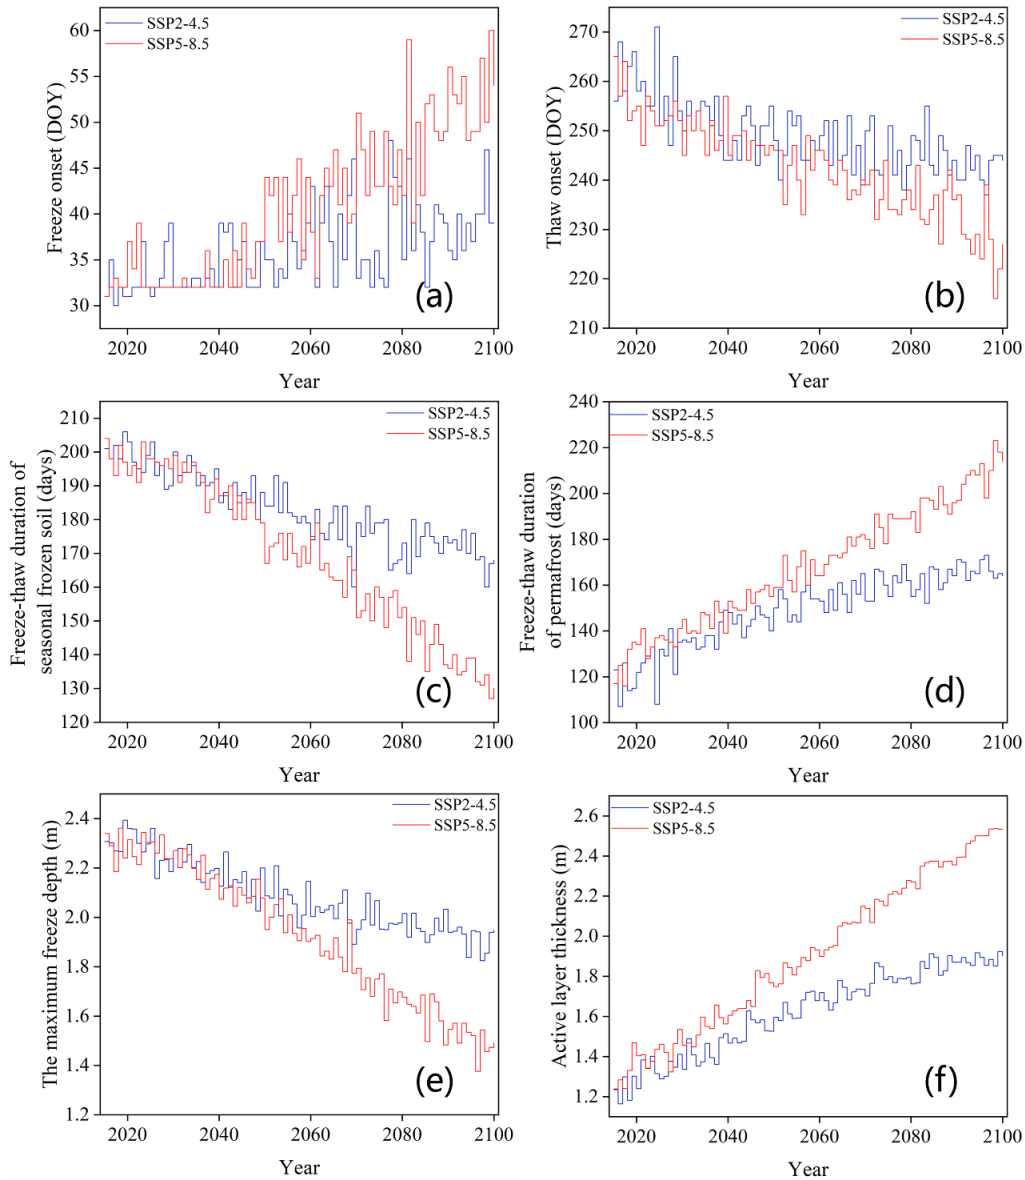 SSP2-4.5
SSP5-8.5
60
55
50
45
40
35
30
Freeze onset (DOY)
(a)
2020 2040 2060 2080 2100
Year
SSP2-4.5
SSP5-8.5
270
260
250
240
230
220
210
Thaw onset (DOY)
(b)
2020 2040 2060 2080 2100
Year
SSP2-4.5
SSP5-8.5
210
200
190
180
170
160
150
140
130
120
Freeze-thaw duration of
seasonal frozen soil (days)
(c)
2020 2040 2060 2080 2100
Year
SSP2-4.5
SSP5-8.5
240
220
200
180
160
140
120
100
Freeze-thaw duration
of permafrost (days)
(d)
2020 2040 2060 2080 2100
Year
SSP2-4.5
SSP5-8.5
2.4
2.2
2.0
1.8
1.6
1.4
1.2
The maximum freeze depth (m)
(e)
2020 2040 2060 2080 2100
Year
SSP2-4.5
SSP5-8.5
2.6
2.4
2.2
2.0
1.8
1.6
1.4
1.2
Active layer thickness (m)
(f)
2020 2040 2060 2080 2100
Year